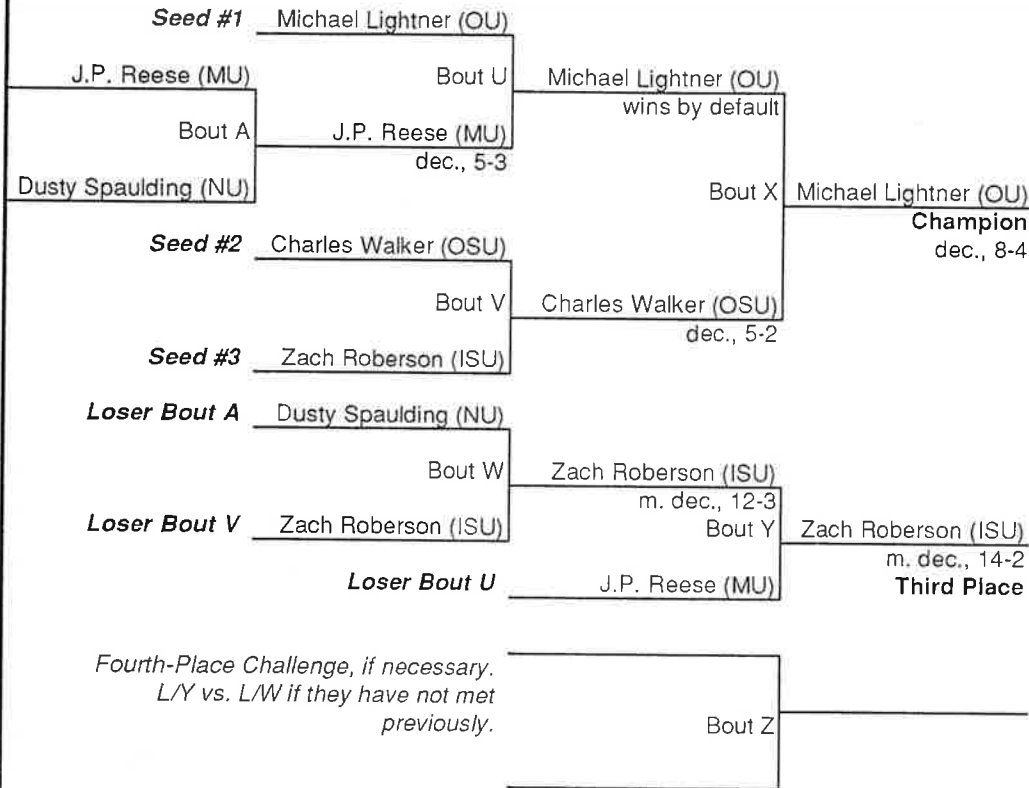 Seed #1 Michael Lightner (OU)
J.P. Reese (MU) Bout U Michael Lightner (OU)
wins by default
Bout A J.P. Reese (MU)
dec., 5-3
Dusty Spaulding (NU) Bout X Michael Lightner (OU)
Champion
Seed #2 Charles Walker (OSU) dec., 8-4
Bout V Charles Walker (OSU)
dec., 5-2
Seed #3 Zach Roberson (ISU)
Loser Bout A Dusty Spaulding (NU)
Bout W Zach Roberson (ISU)
m. dec., 12-3
Loser Bout V Zach Roberson (ISU) Bout Y Zach Roberson (ISU)
m. dec., 14-2
Loser Bout U J.P. Reese (MU) Third Place
Fourth-Place Challenge, if necessary.
L/Y vs. L/W if they have not met
previously. Bout Z